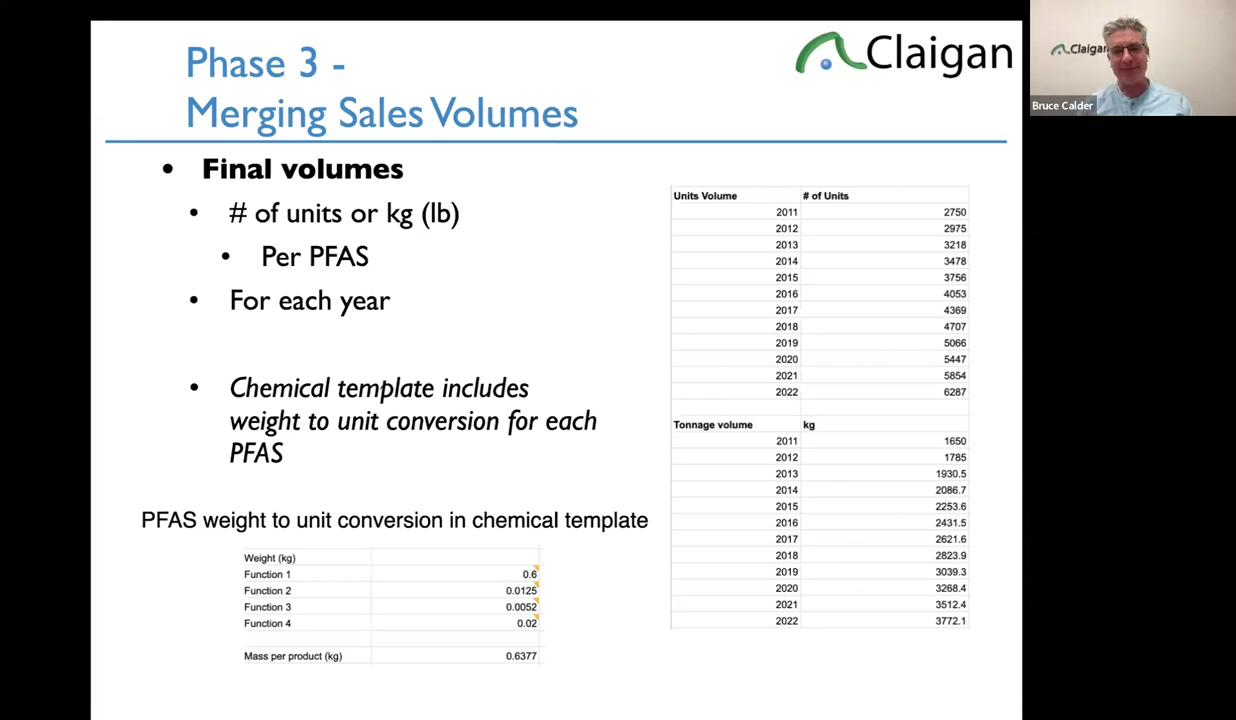 Phase 3 -
Merging Sales Volumes
Claigan
• Final volumes
• # of units or kg (lb)
• Per PFAS
• For each year
• Chemical template includes
weight to unit conversion for each
PFAS
PFAS weight to unit conversion in chemical template
Weight (kg)
Function 1 0.6
Function 2 0.0125
Function 3 0.0052
Function 4 0.02
Mass per product (kg) 0.6377
Units Volume # of Units
2011 2750
2012 2975
2013 3218
2014 3478
2015 3756
2016 4053
2017 4369
2018 4707
2019 5066
2020 5447
2021 5854
2022 6287
Tonnage volume kg
2011 1650
2012 1785
2013 1930.5
2014 2086.7
2015 2253.6
2016 2431.5
2017 2621.6
2018 2823.9
2019 3039.3
2020 3268.4
2021 3512.4
2022 3772.1
Claigan
Bruce Calder